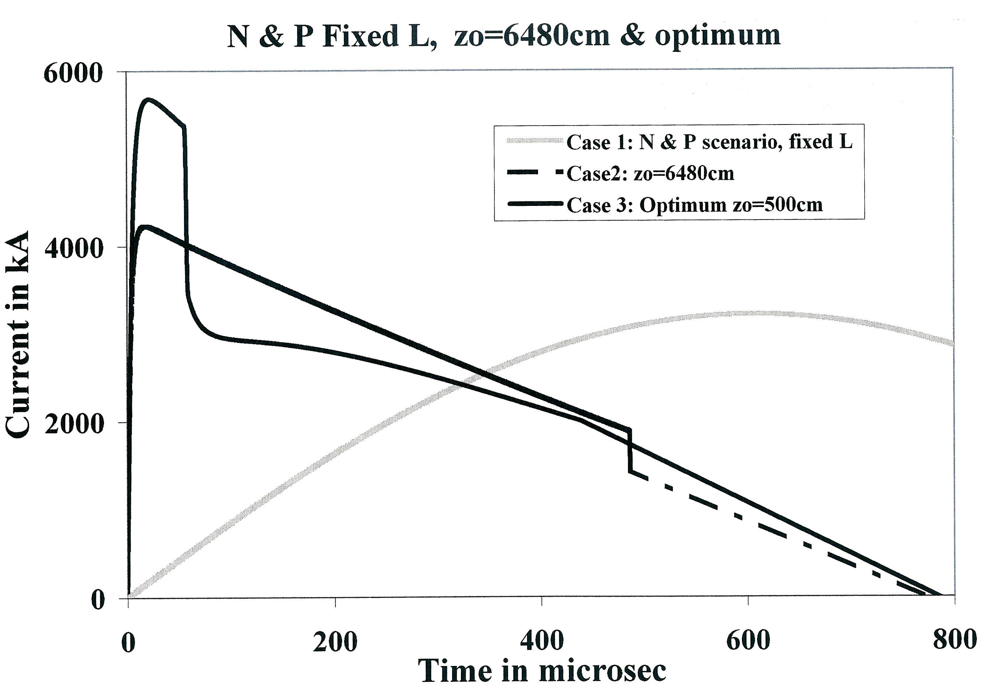 N & P Fixed L, zo=6480cm & optimum
6000
4000
2000
0
Current in kA
Case 1: N & P scenario, fixed L
Case2: zo=6480cm
Case 3: Optimum zo=500cm
0 200 400 600 800
Time in microsec